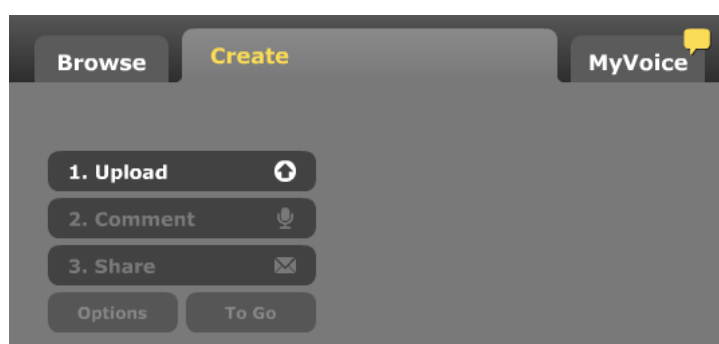 Browse Create MyVoice
1. Upload
2. Comment
3. Share
Options To Go